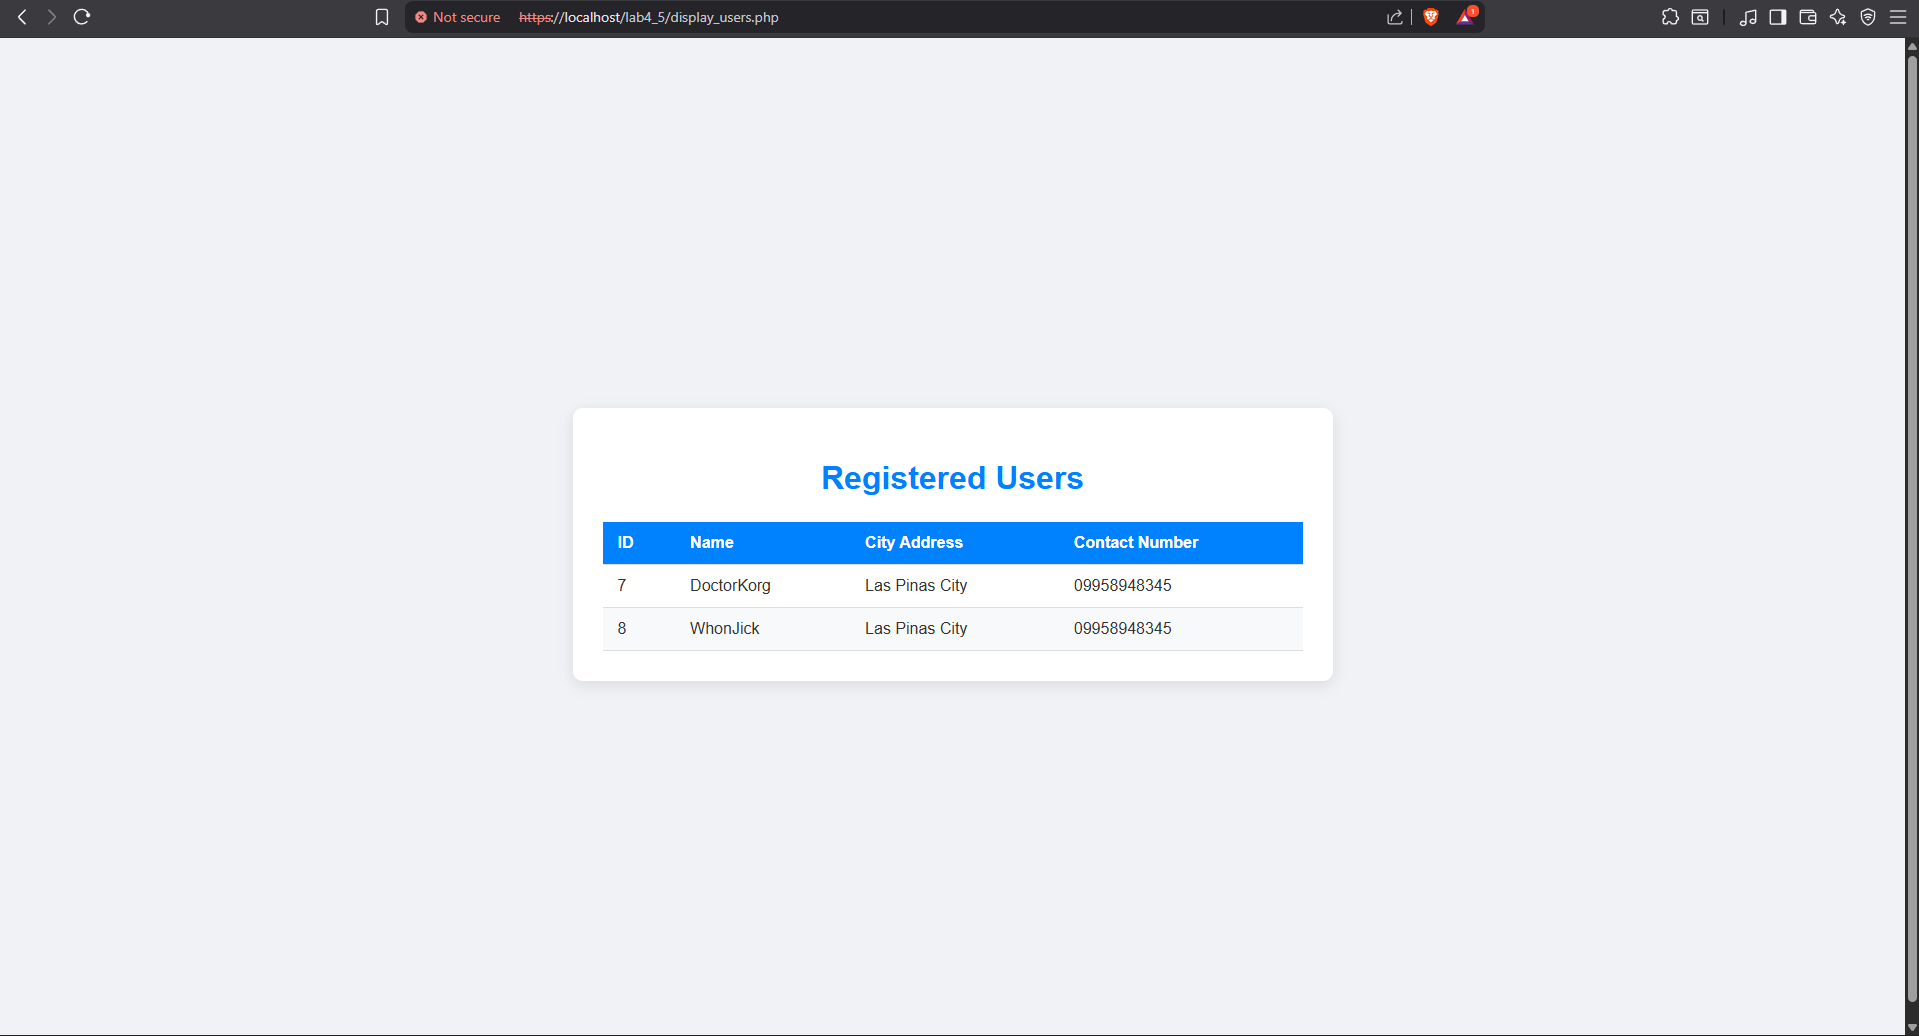 Not secure https://localhost/lab4_5/display_users.php 1
Registered Users
ID Name City Address Contact Number
7 DoctorKorg Las Pinas City 09958948345
8 WhonJick Las Pinas City 09958948345